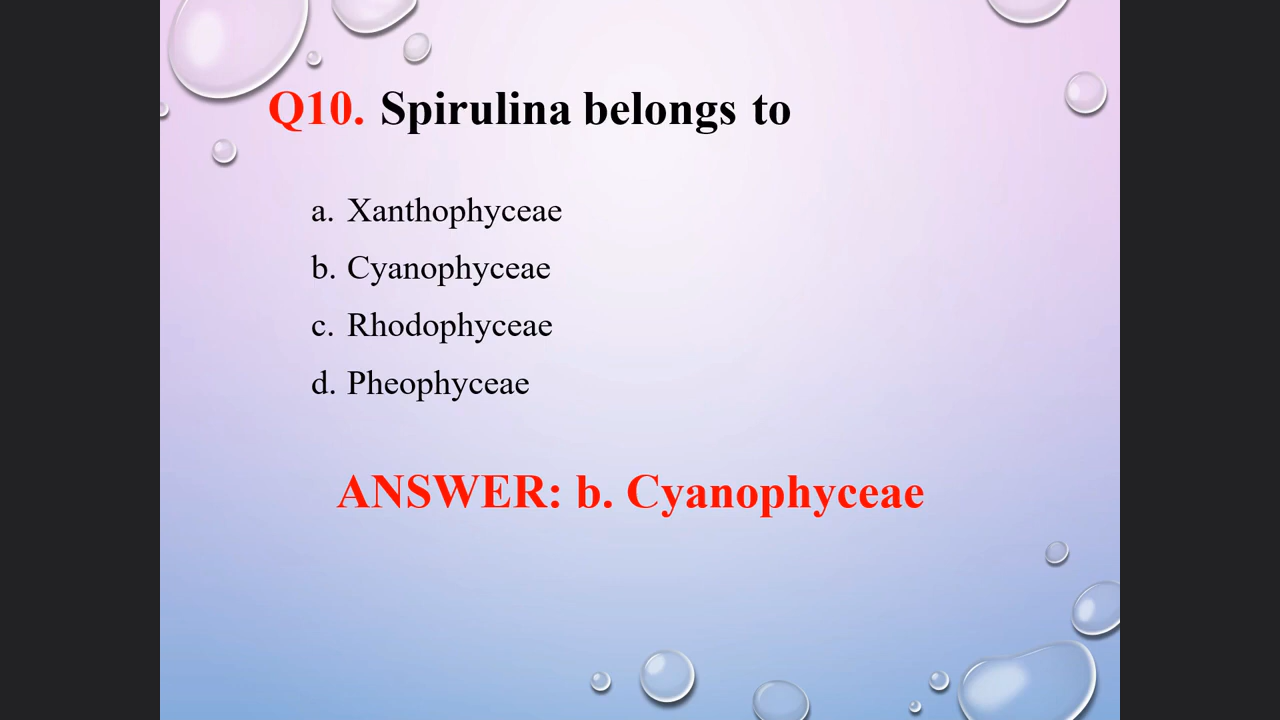 Q10. Spirulina belongs to
a. Xanthophyceae
b. Cyanophyceae
c. Rhodophyceae
d. Pheophyceae
ANSWER: b. Cyanophyceae